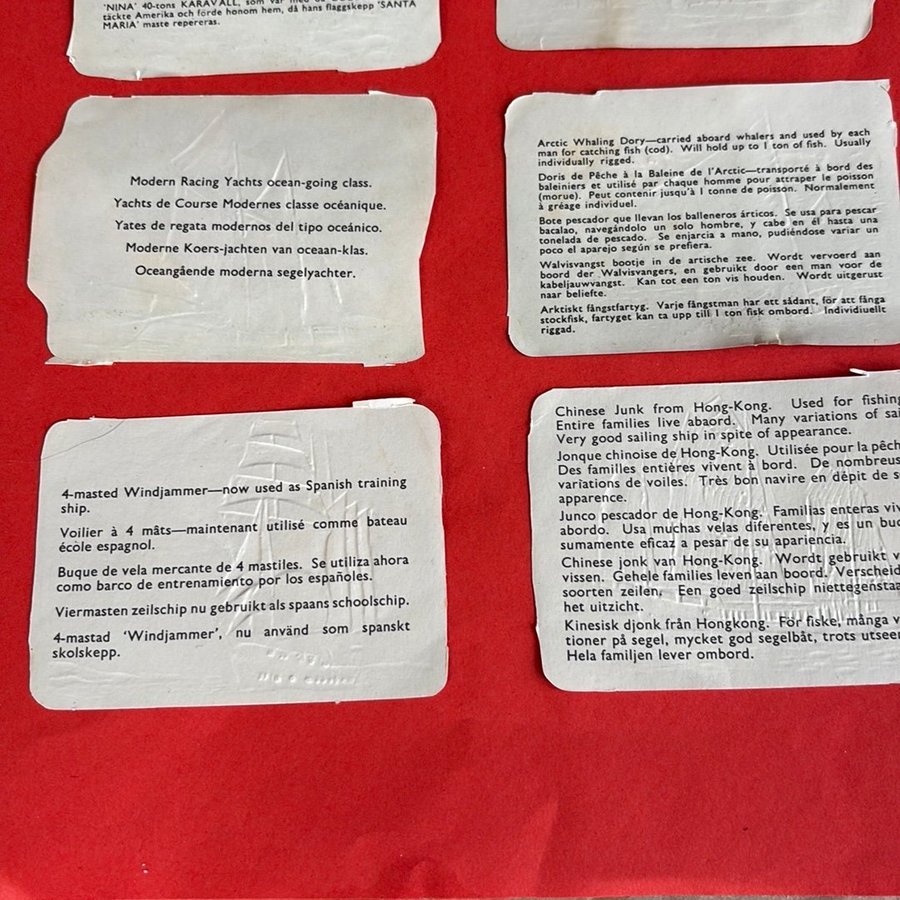 'NINA' 40-tons KARAVALL, som var med
täckte Amerika och förde honom hem, då hans flaggskepp 'SANTA
MARIA' maste repereras.
Modern Racing Yachts ocean-going class.
Yachts de Course Modernes classe océanique.
Yates de regata modernos del tipo oceánico.
Moderne Koers-jachten van oceaan-klas.
Oceangående moderna segelyachter.
Arctic Whaling Dory—carried aboard whalers and used by each
man for catching fish (cod). Will hold up to 1 ton of fish. Usually
individually rigged.
Doris de Pêche à la Baleine de l'Arctic—transporté à bord des
baleiniers et utilisé par chaque homme pour attraper le poisson
(morue). Peut contenir jusqu'à 1 tonne de poisson. Normalement
à gréage individuel.
Bote pescador que llevan los balleneros árticos. Se usa para pescar
bacalao, navegándolo un solo hombre, y cabe en él hasta una
tonelada de pescado. Se enjarcia a mano, pudiéndose variar un
poco el aparejo según se prefiera.
Walvisvangst bootje in de artische zee. Wordt vervoerd aan
boord der Walvisvangers, en gebruikt door een man voor de
kabeljauwvangst. Kan tot een ton vis houden. Wordt uitgerust
naar beliefte.
Arktiskt fångstfartyg. Varje fångstman har ett sådant, för att fånga
stockfisk, fartyget kan ta upp till 1 ton fisk ombord. Individiuellt
riggad.
4-masted Windjammer—now used as Spanish training
ship.
Voilier à 4 mâts—maintenant utilisé comme bateau
école espagnol.
Buque de vela mercante de 4 mastiles. Se utiliza ahora
como barco de entrenamiento por los españoles.
Viermasten zeilschip nu gebruikt als spaans schoolschip.
4-mastad 'Windjammer', nu använd som spanskt
skolskepp.
Chinese Junk from Hong-Kong. Used for fishing
Entire families live abaord. Many variations of
Very good sailing ship in spite of appearance.
Jonque chinoise de Hong-Kong. Utilisée pour la
Des familles entières vivent à bord. De
variations de voiles. Très bon navire en dépit de
apparence.
Junco pescador de Hong-Kong. Familias enteras
abordo. Usa muchas velas diferentes, y es un
sumamente eficaz a pesar de su apariencia.
Chinese jonk van Hong-Kong. Wordt gebruikt
vissen. Gehele families leven aan boord.
soorten zeilen. Een goed zeilschip
het uitzicht.
Kinesisk djonk från Hongkong. För fiske, många
tioner på segel, mycket god segelbåt, trots
Hela familjen lever ombord.